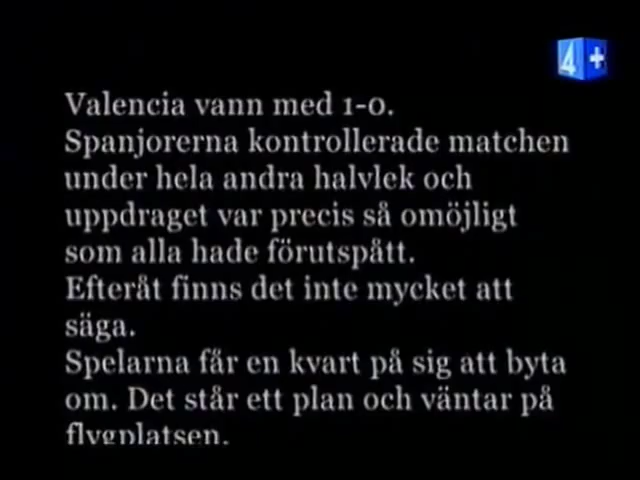 4+
Valencia vann med 1-0.
Spanjorerna kontrollerade matchen
under hela andra halvlek och
uppdraget var precis så omöjligt
som alla hade förutspått.
Efteråt finns det inte mycket att
säga.
Spelarna får en kvart på sig att byta
om. Det står ett plan och väntar på
flygplatsen.